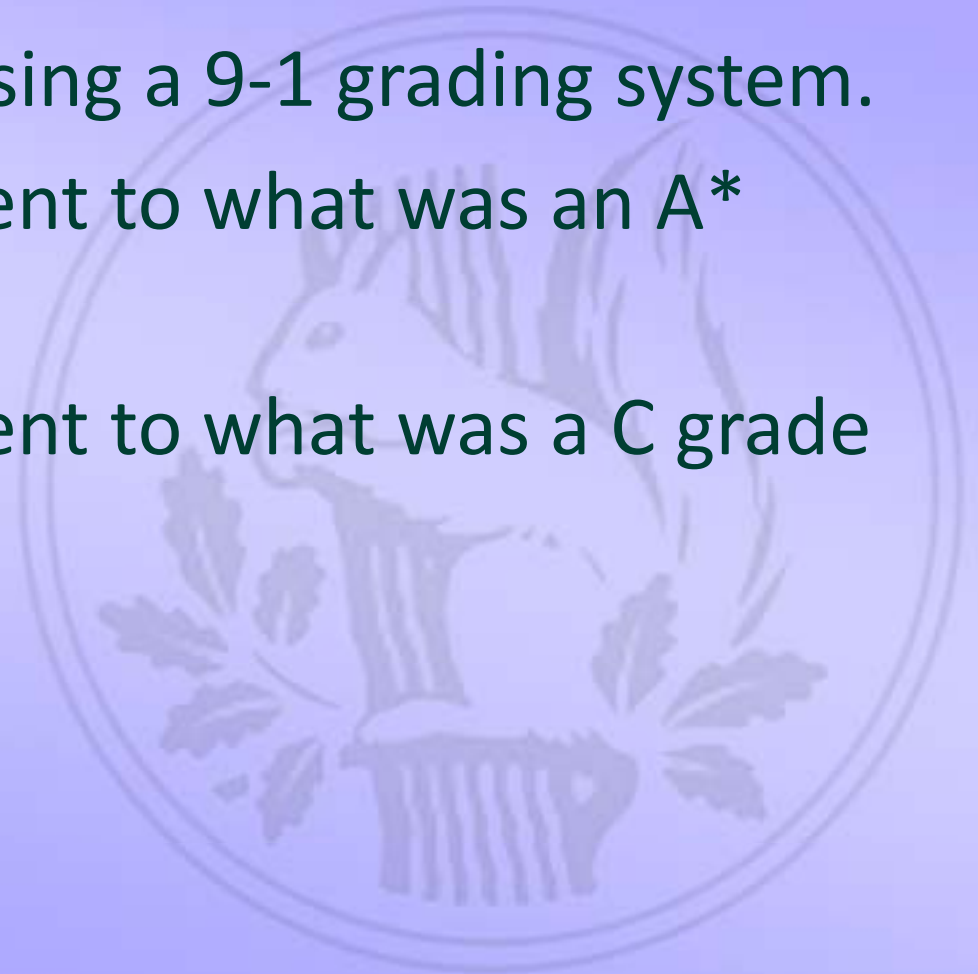 sing a 9-1 grading system.
ent to what was an A*
ent to what was a C grade